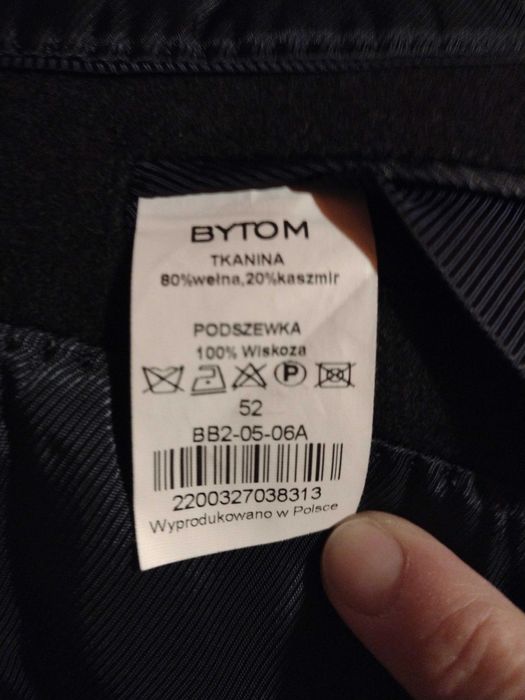 BYTOM
TKANINA
80%wełna,20%kaszmir
PODSZEWKA
100% Wiskoza
P
52
BB2-05-06A
2200327038313
Wyprodukowano w Polsce